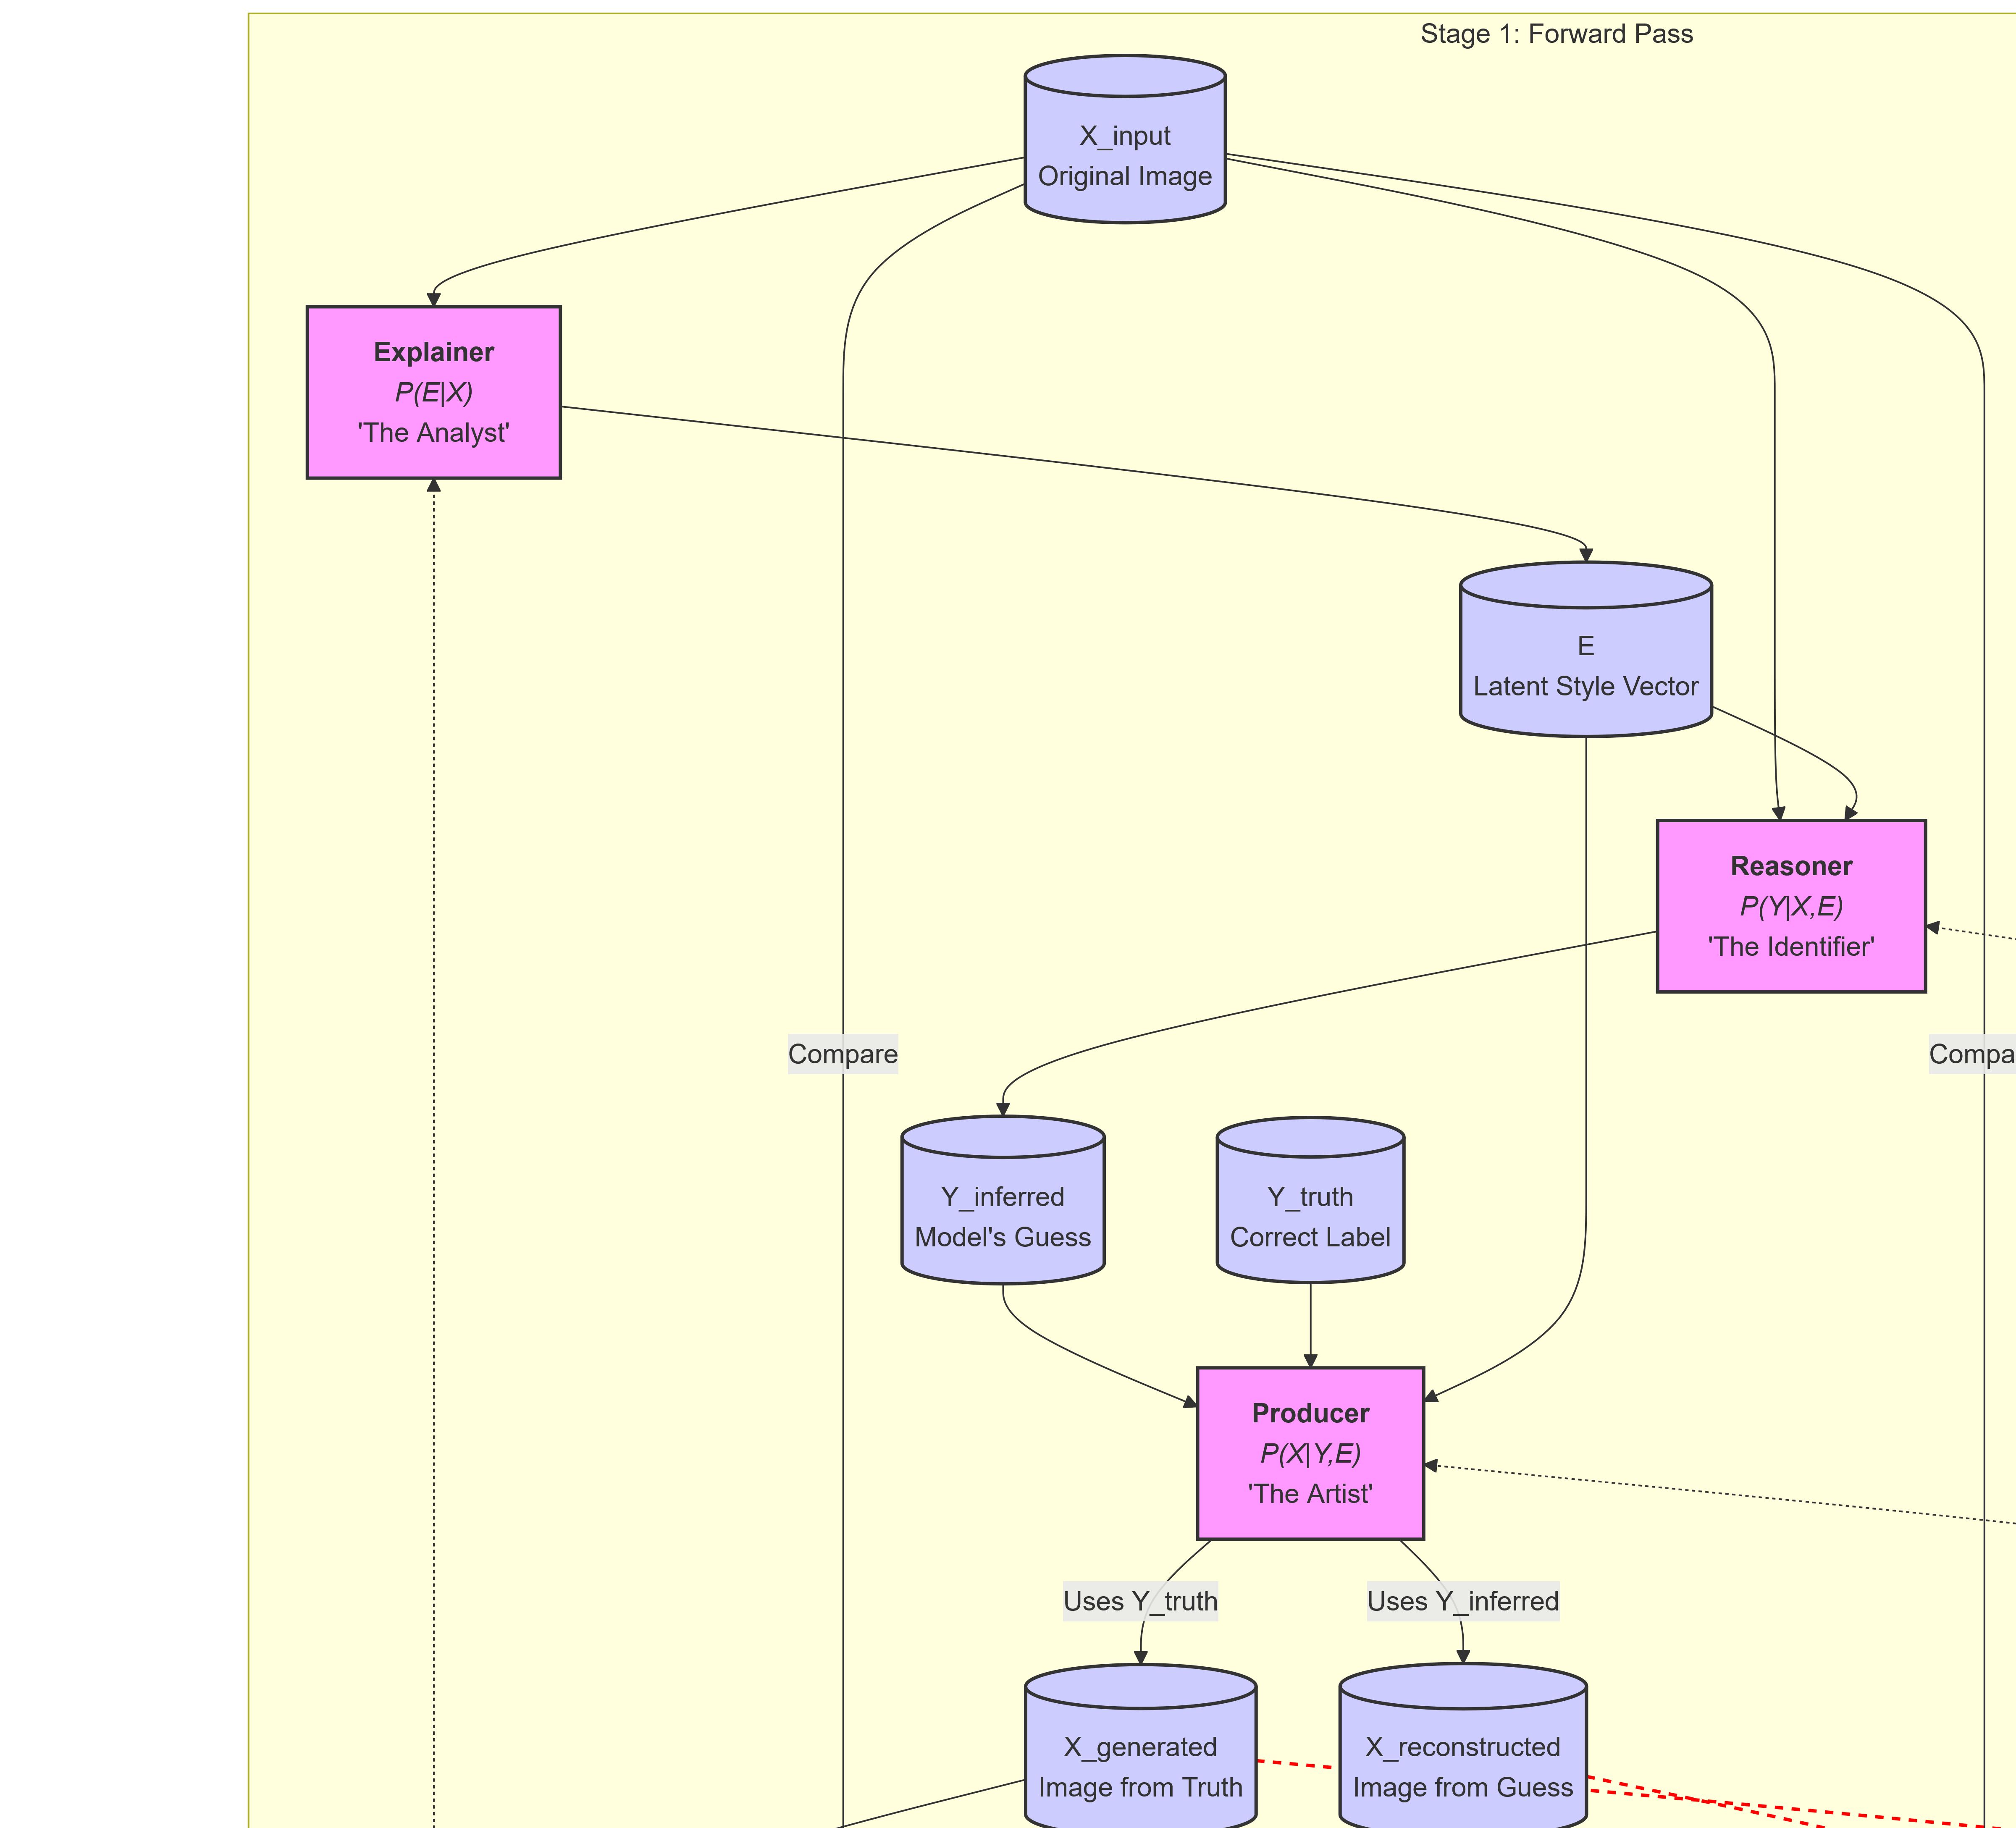 Stage 1: Forward Pass
X_input
Original Image
Explainer
P(E|X)
'The Analyst'
E
Latent Style Vector
Reasoner
P(Y|X,E)
'The Identifier'
Compare
Compa
Y_inferred
Model's Guess
Y_truth
Correct Label
Producer
P(X|Y,E)
'The Artist'
Uses Y_truth
Uses Y_inferred
X_generated
Image from Truth
X_reconstructed
Image from Guess